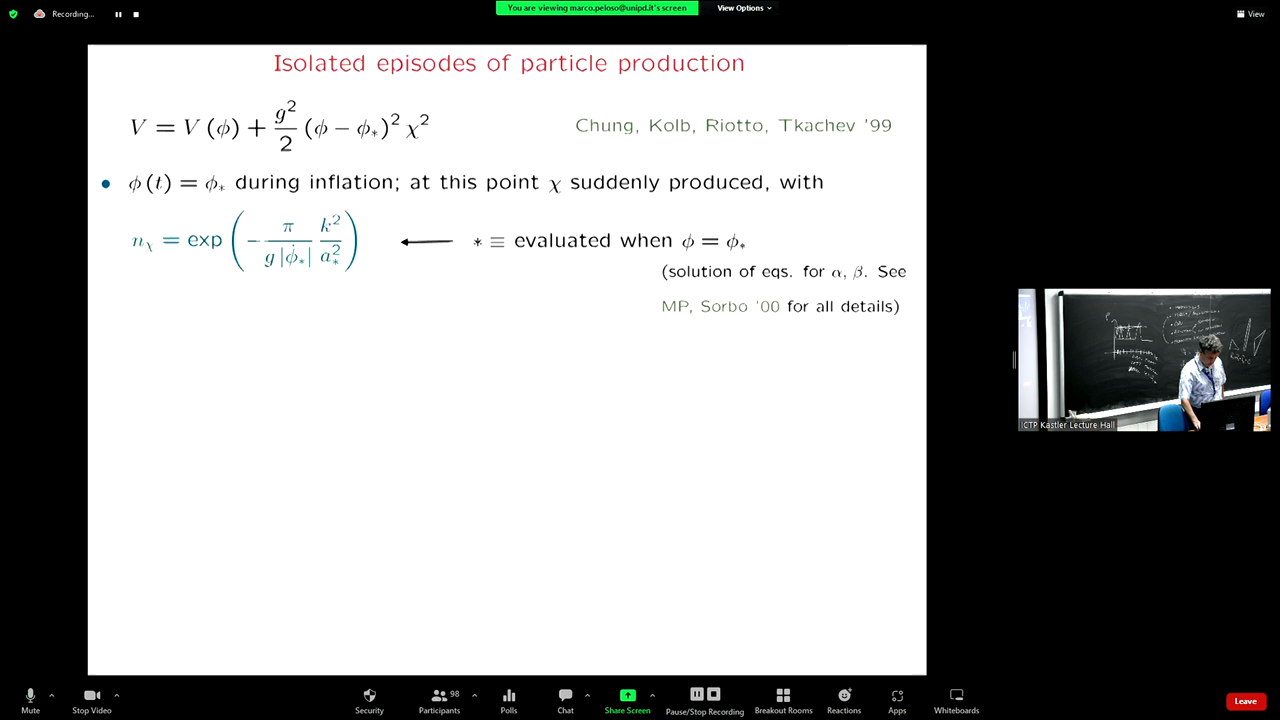 Recording...
You are viewing marco.peloso@unipd.it's screen
View Options
View
Isolated episodes of particle production
V = V (ϕ) + g²/2 (ϕ − ϕ*)² χ²
Chung, Kolb, Riotto, Tkachev '99
• ϕ (t) = ϕ* during inflation; at this point χ suddenly produced, with
n_χ = exp ( − π / (g |ϕ̇*|) k² / a*² ) ← * ≡ evaluated when ϕ = ϕ*
(solution of eqs. for α, β. See
MP, Sorbo '00 for all details)
ICTP Kastler Lecture Hall
Mute
Stop Video
Security
Participants
98
Polls
Chat
Share Screen
Pause/Stop Recording
Breakout Rooms
Reactions
Apps
Whiteboards
Leave